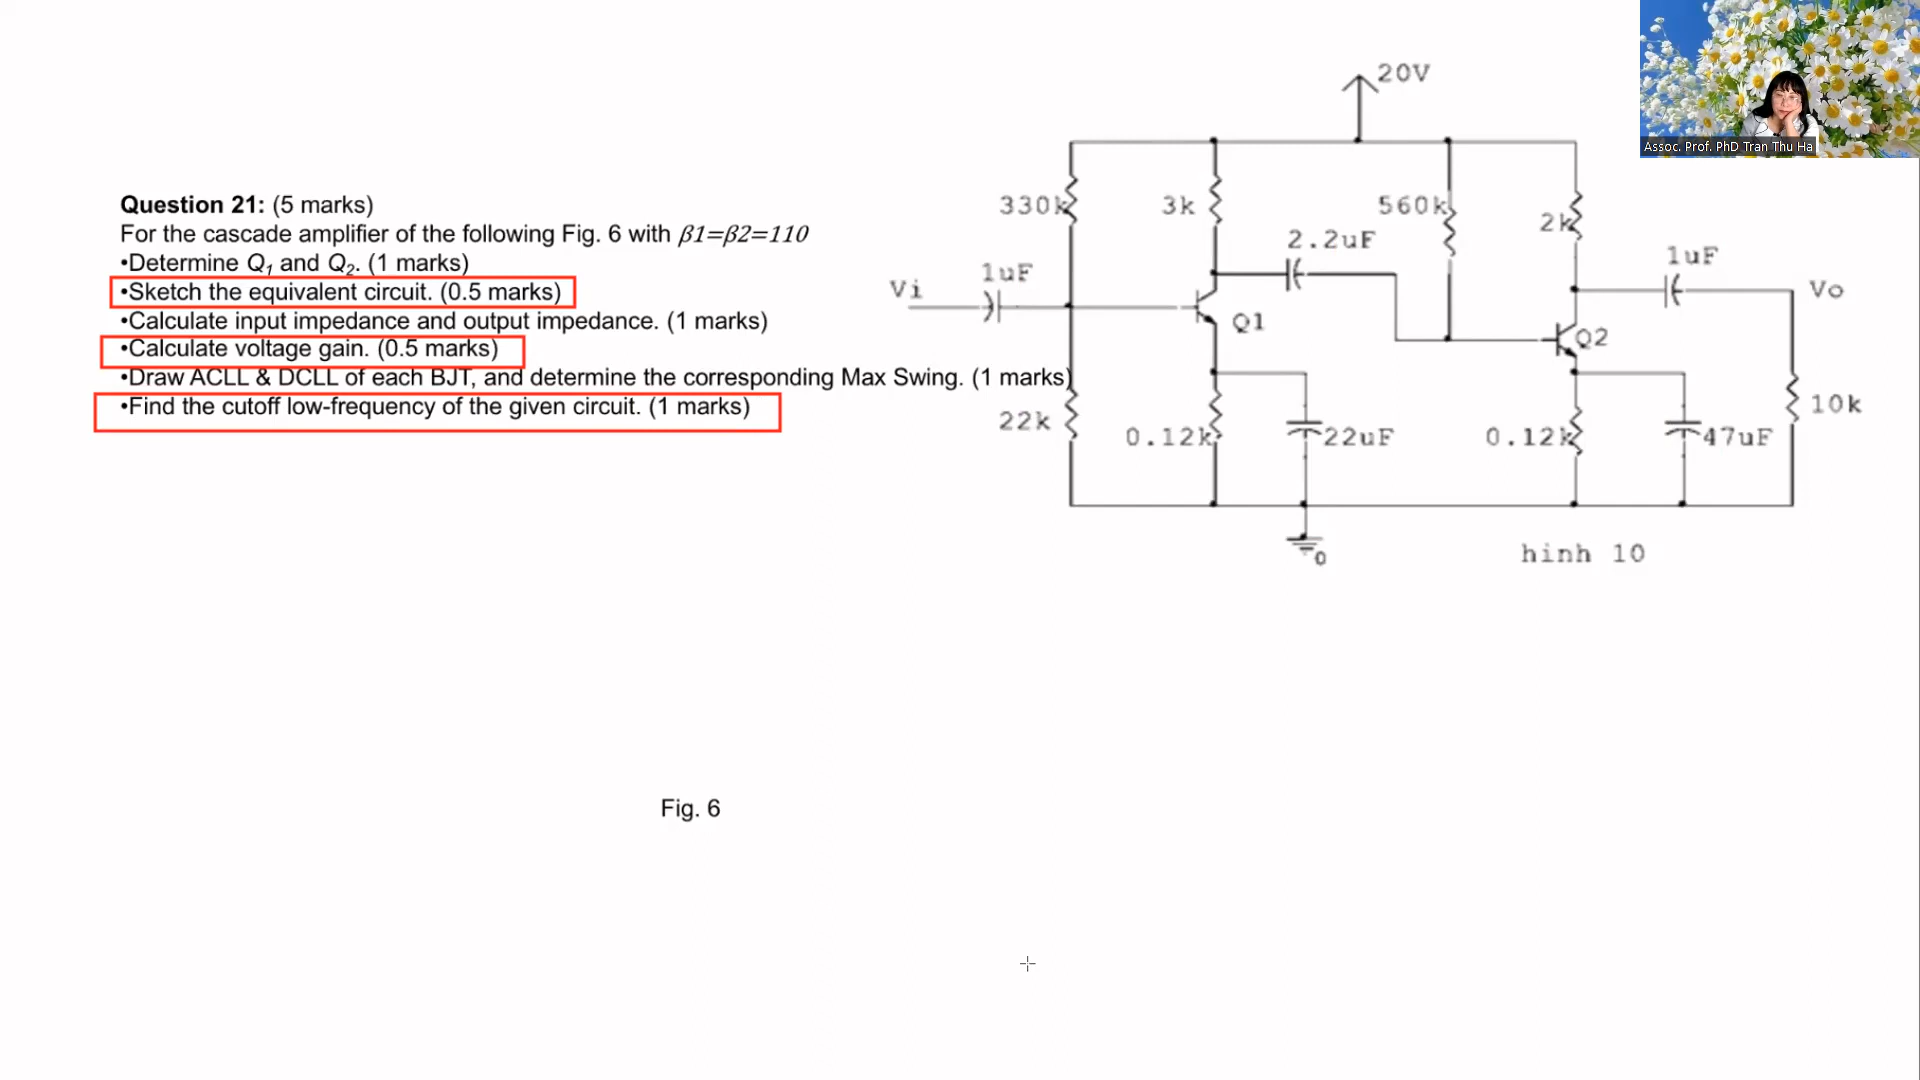 Question 21: (5 marks)
For the cascade amplifier of the following Fig. 6 with β1=β2=110
•Determine Q1 and Q2. (1 marks)
•Sketch the equivalent circuit. (0.5 marks)
•Calculate input impedance and output impedance. (1 marks)
•Calculate voltage gain. (0.5 marks)
•Draw ACLL & DCLL of each BJT, and determine the corresponding Max Swing. (1 marks)
•Find the cutoff low-frequency of the given circuit. (1 marks)
Fig. 6
20V
330k
3k
560k
2k
2.2uF
1uF
1uF
Vi
Vo
Q1
Q2
22k
0.12k
22uF
0.12k
47uF
10k
0
hinh 10
Assoc. Prof. PhD Tran Thu Ha